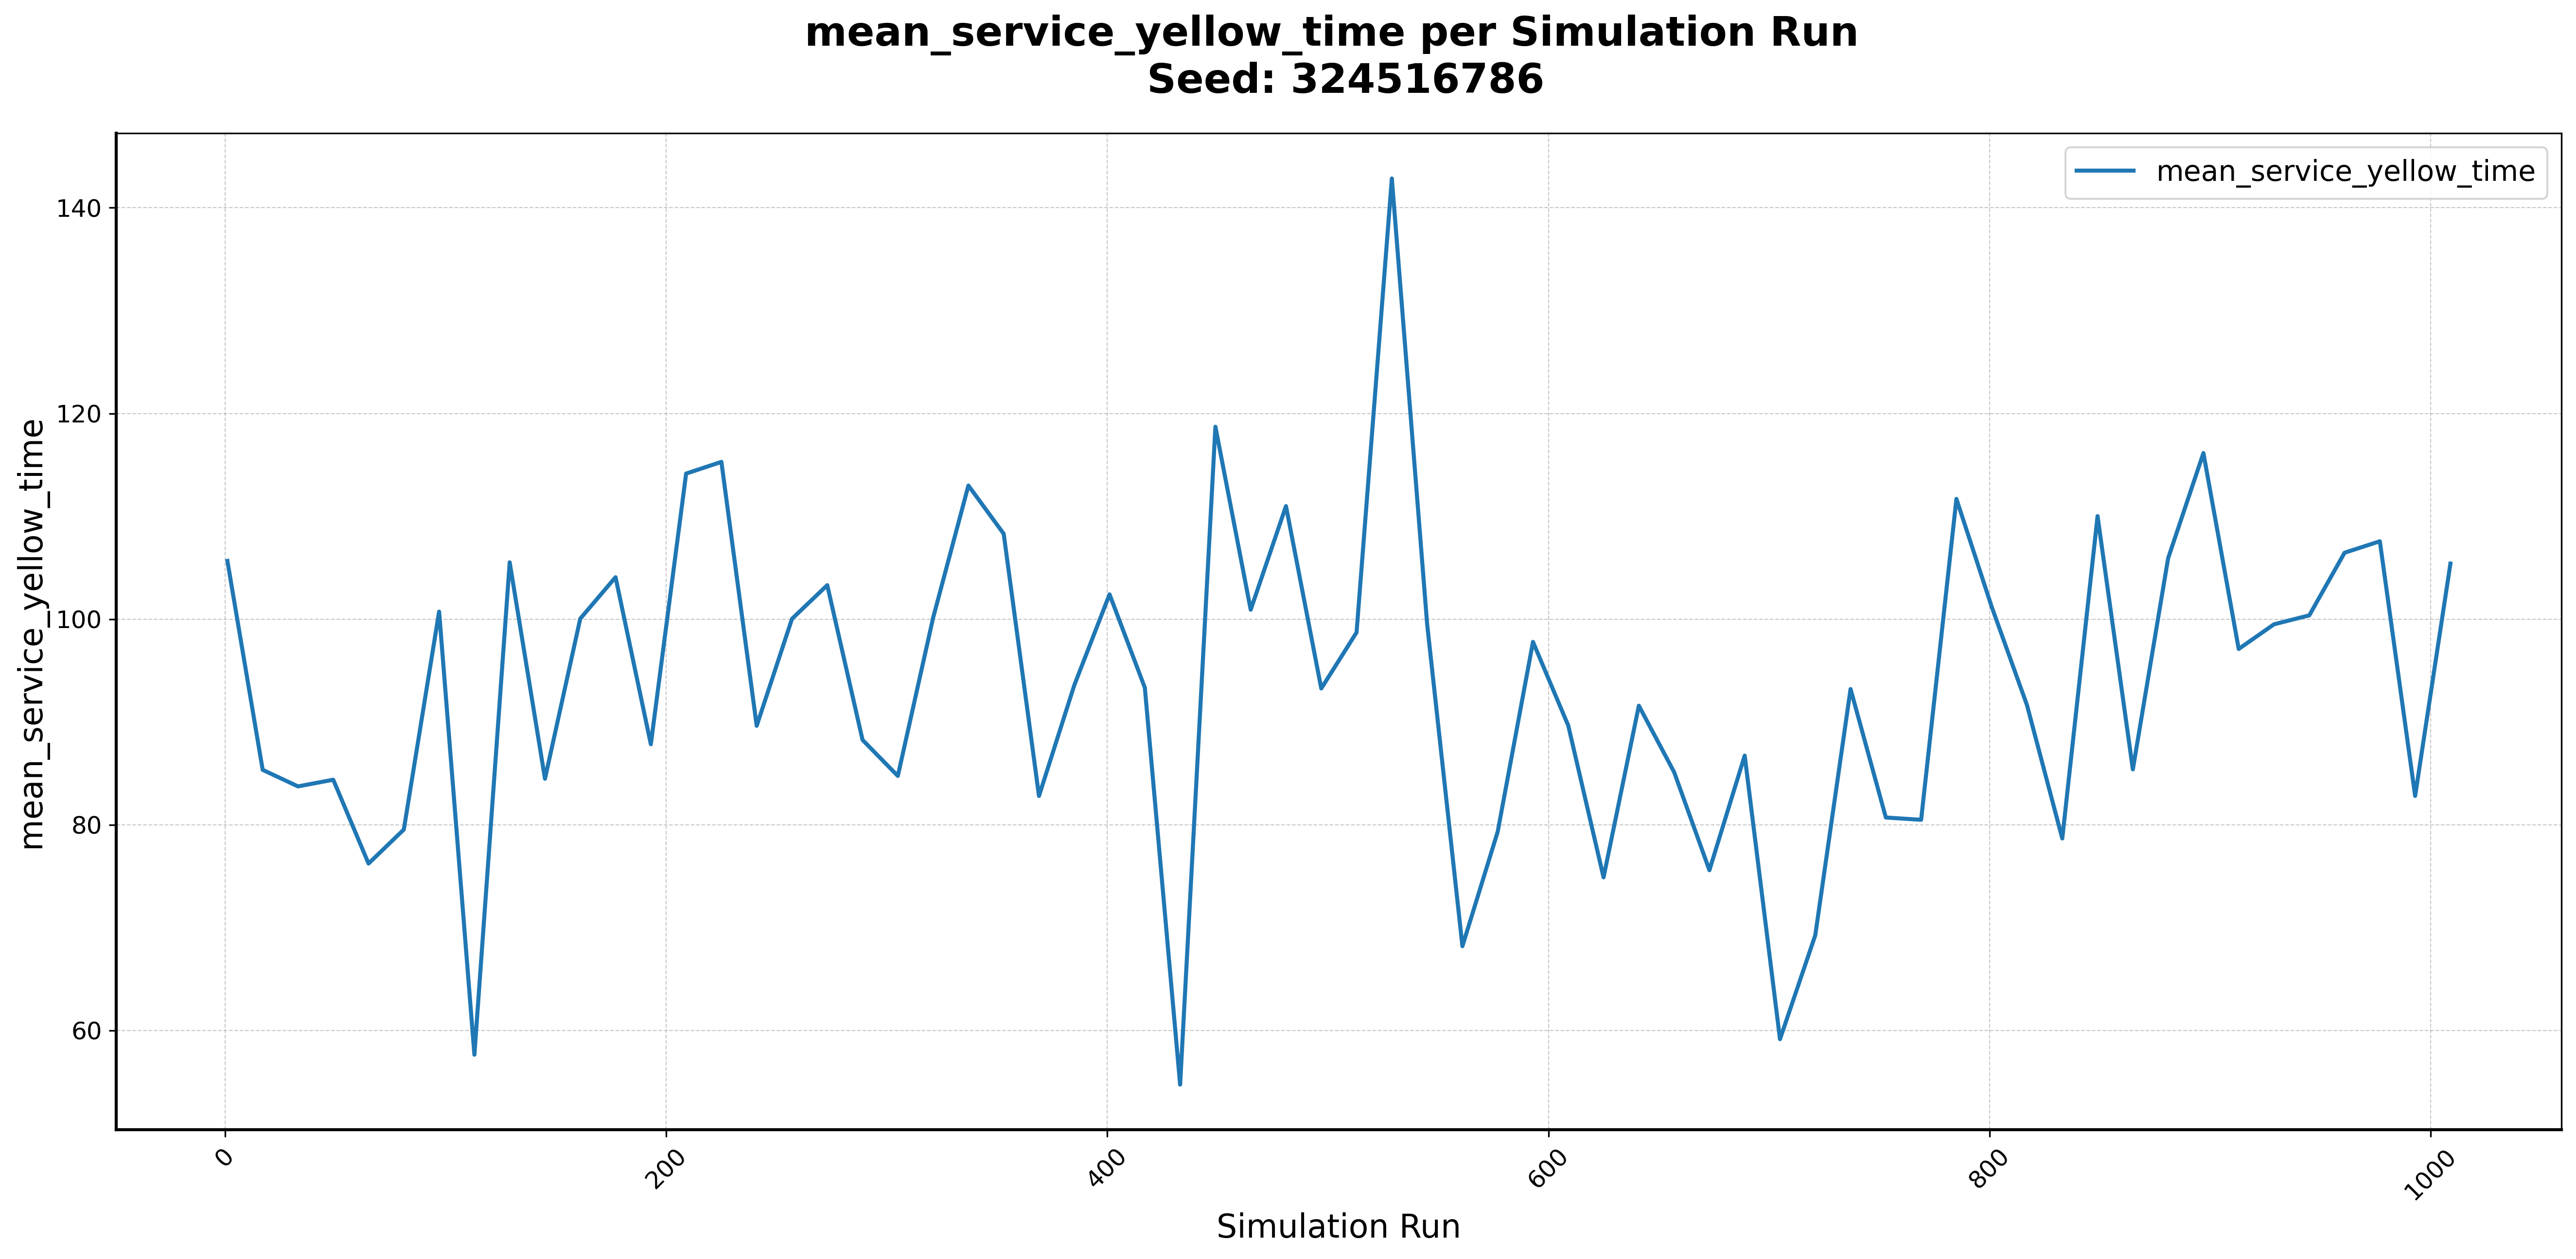 mean_service_yellow_time per Simulation Run
Seed: 324516786
mean_service_yellow_time
140
120
100
80
60
mean_service_yellow_time
0
200
400
600
800
1000
Simulation Run